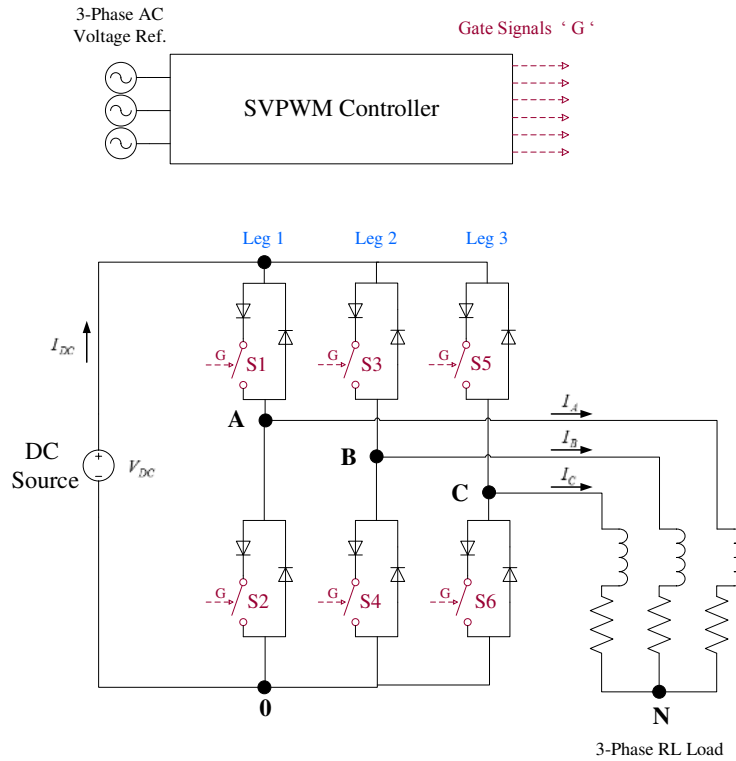 3-Phase AC
Voltage Ref.
Gate Signals ‘ G ‘
SVPWM Controller
Leg 1
Leg 2
Leg 3
I_DC
G
S1
G
S3
G
S5
A
I_A
I_B
I_C
DC
Source
V_DC
B
C
G
S2
G
S4
G
S6
0
N
3-Phase RL Load